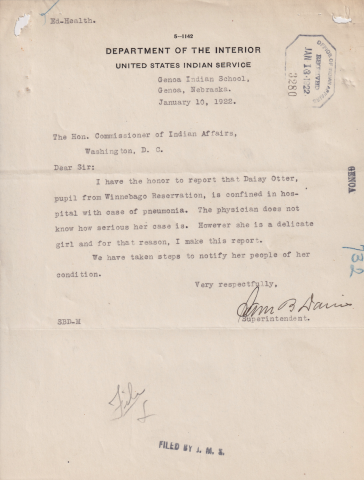 Ed-Health.
5-1142
DEPARTMENT OF THE INTERIOR
UNITED STATES INDIAN SERVICE
Genoa Indian School,
Genoa, Nebraska.
January 10, 1922.
JAN 13 1922
3280
The Hon. Commissioner of Indian Affairs,
Washington, D. C.
Dear Sir:
I have the honor to report that Daisy Otter,
pupil from Winnebago Reservation, is confined in hos-
pital with case of pneumonia. The physician does not
know how serious her case is. However she is a delicate
girl and for that reason, I make this report.
We have taken steps to notify her people of her
condition.
Very respectfully,
Sam B Davis
SBD-M
Superintendent.
GENOA
732
File
FILED BY J. M. S.